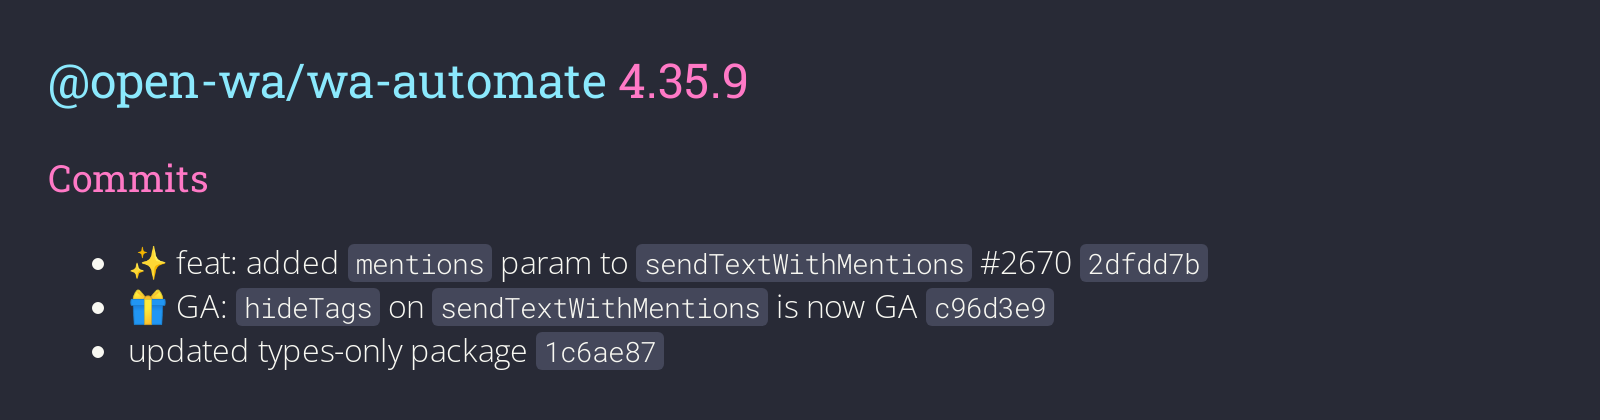 @open-wa/wa-automate 4.35.9
Commits
✨ feat: added mentions param to sendTextWithMentions #2670 2dfdd7b
🎁 GA: hideTags on sendTextWithMentions is now GA c96d3e9
updated types-only package 1c6ae87